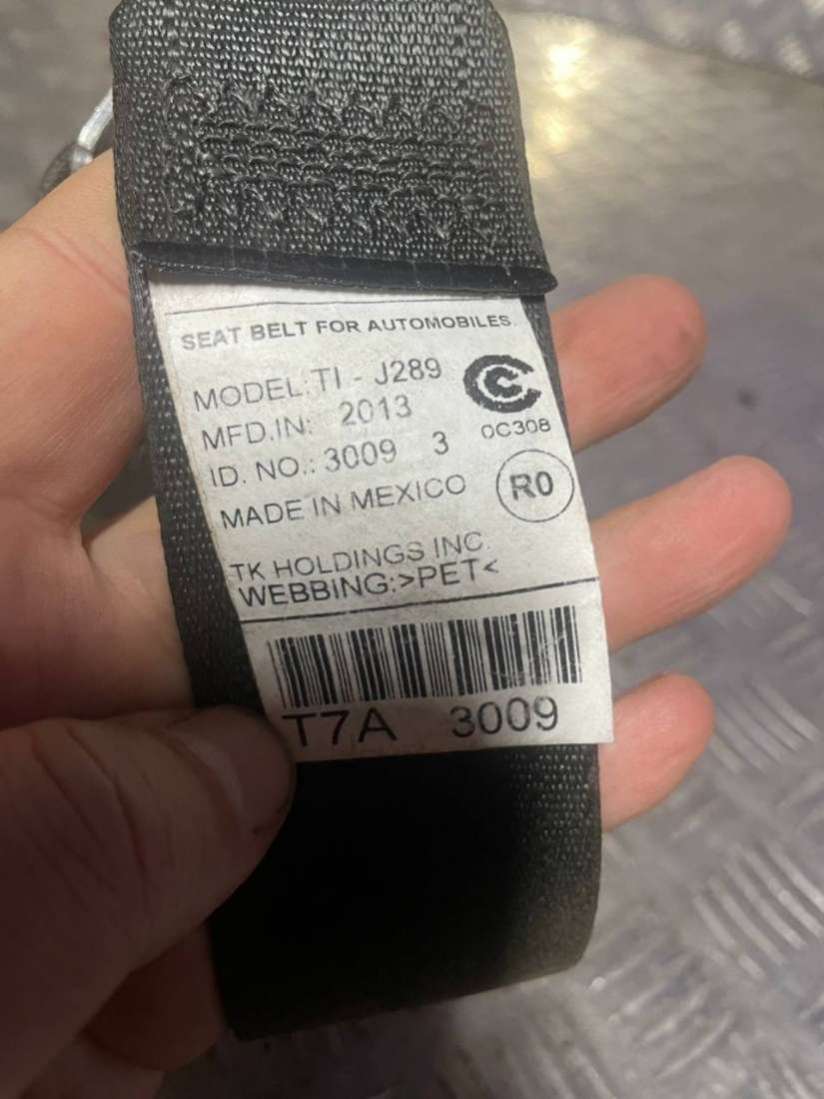 SEAT BELT FOR AUTOMOBILES.
MODEL:TI - J289
MFD.IN: 2013
ID. NO.: 3009 3
0C308
MADE IN MEXICO
R0
TK HOLDINGS INC.
WEBBING:>PET<
T7A 3009